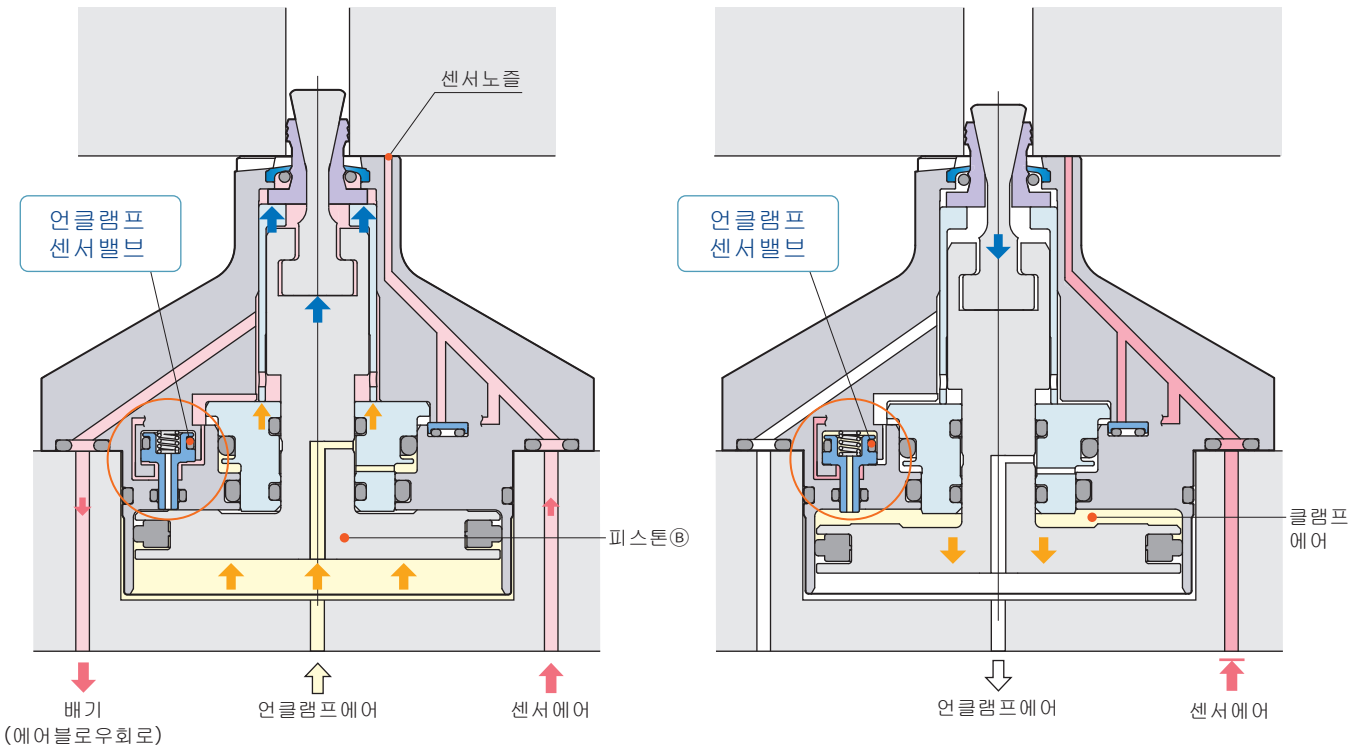 센서노즐
언클램프
센서밸브
피스톤Ⓑ
배기
(에어블로우회로)
언클램프에어
센서에어
언클램프
센서밸브
클램프
에어
언클램프에어
센서에어